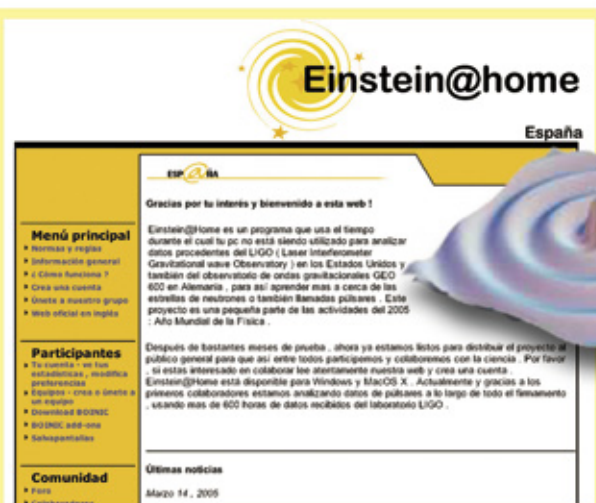 Einstein@home
España
ESP@ÑA
Gracias por tu interés y bienvenido a esta web !
Menú principal
Normas y reglas
Información general
¿ Cómo funciona ?
Crea una cuenta
Únete a nuestro grupo
Web oficial en inglés
Einstein@Home es un programa que usa el tiempo
durante el cual tu pc no está siendo utilizado para analizar
datos procedentes del LIGO ( Laser Interferometer
Gravitational wave Observatory ) en los Estados Unidos y
también del observatorio de ondas gravitacionales GEO
600 en Alemania , para así aprender mas a cerca de las
estrellas de neutrones o también llamadas púlsares . Este
proyecto es una pequeña parte de las actividades del 2005
: Año Mundial de la Física .
Participantes
Tu cuenta - ve tus
estadísticas , modifica
preferencias
Equipos - crea o únete a
un equipo
Download BOINIC
BOINIC add-ons
Salvapantallas
Después de bastantes meses de prueba , ahora ya estamos listos para distribuir el proyecto al
público general para que así entre todos participemos y colaboremos con la ciencia . Por favor
, si estas interesado en colaborar lee atentamente nuestra web y crea una cuenta .
Einstein@Home está disponible para Windows y MacOS X . Actualmente y gracias a los
primeros colaboradores estamos analizando datos de púlsares a lo largo de todo el firmamento
, usando mas de 600 horas de datos recibidos del laboratorio LIGO .
Comunidad
Foro
Colaboradores
Últimas noticias
Marzo 14 , 2005